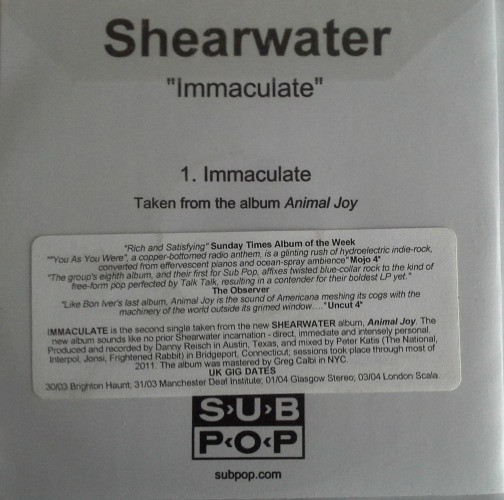 Shearwater
"Immaculate"
1. Immaculate
Taken from the album Animal Joy
"Rich and Satisfying" Sunday Times Album of the Week
""You As You Were", a copper-bottomed radio anthem, is a glinting rush of hydroelectric indie-rock,
converted from effervescent pianos and ocean-spray ambience" Mojo 4*
"The group's eighth album, and their first for Sub Pop, affixes twisted blue-collar rock to the kind of
free-form pop perfected by Talk Talk, resulting in a contender for their boldest LP yet."
The Observer
"Like Bon Iver's last album, Animal Joy is the sound of Americana meshing its cogs with the
machinery of the world outside its grimed window...." Uncut 4*
IMMACULATE is the second single taken from the new SHEARWATER album, Animal Joy. The
new album sounds like no prior Shearwater incarnation - direct, immediate and intensely personal.
Produced and recorded by Danny Reisch in Austin, Texas, and mixed by Peter Katis (The National,
Interpol, Jonsi, Frightened Rabbit) in Bridgeport, Connecticut; sessions took place through most of
2011. The album was mastered by Greg Calbi in NYC.
UK GIG DATES
30/03 Brighton Haunt; 31/03 Manchester Deaf Institute; 01/04 Glasgow Stereo; 03/04 London Scala.
S›U›B
P‹O‹P
subpop.com